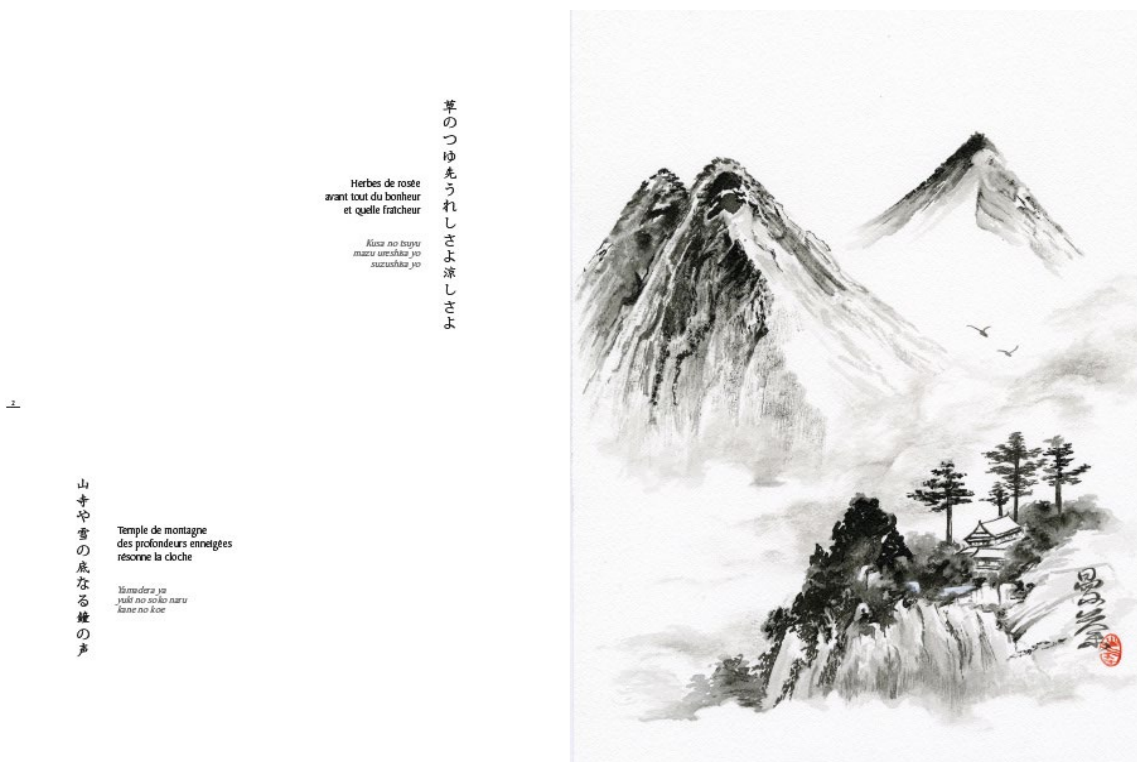 草のつゆ先うれしさよ涼しさよ
Herbes de rosée
avant tout du bonheur
et quelle fraîcheur
Kusa no tsuyu
mazu ureshisa yo
suzushisa yo
2
山寺や雪の底なる鐘の声
Temple de montagne
des profondeurs enneigées
résonne la cloche
Yamadera ya
yuki no soko naru
kane no koe